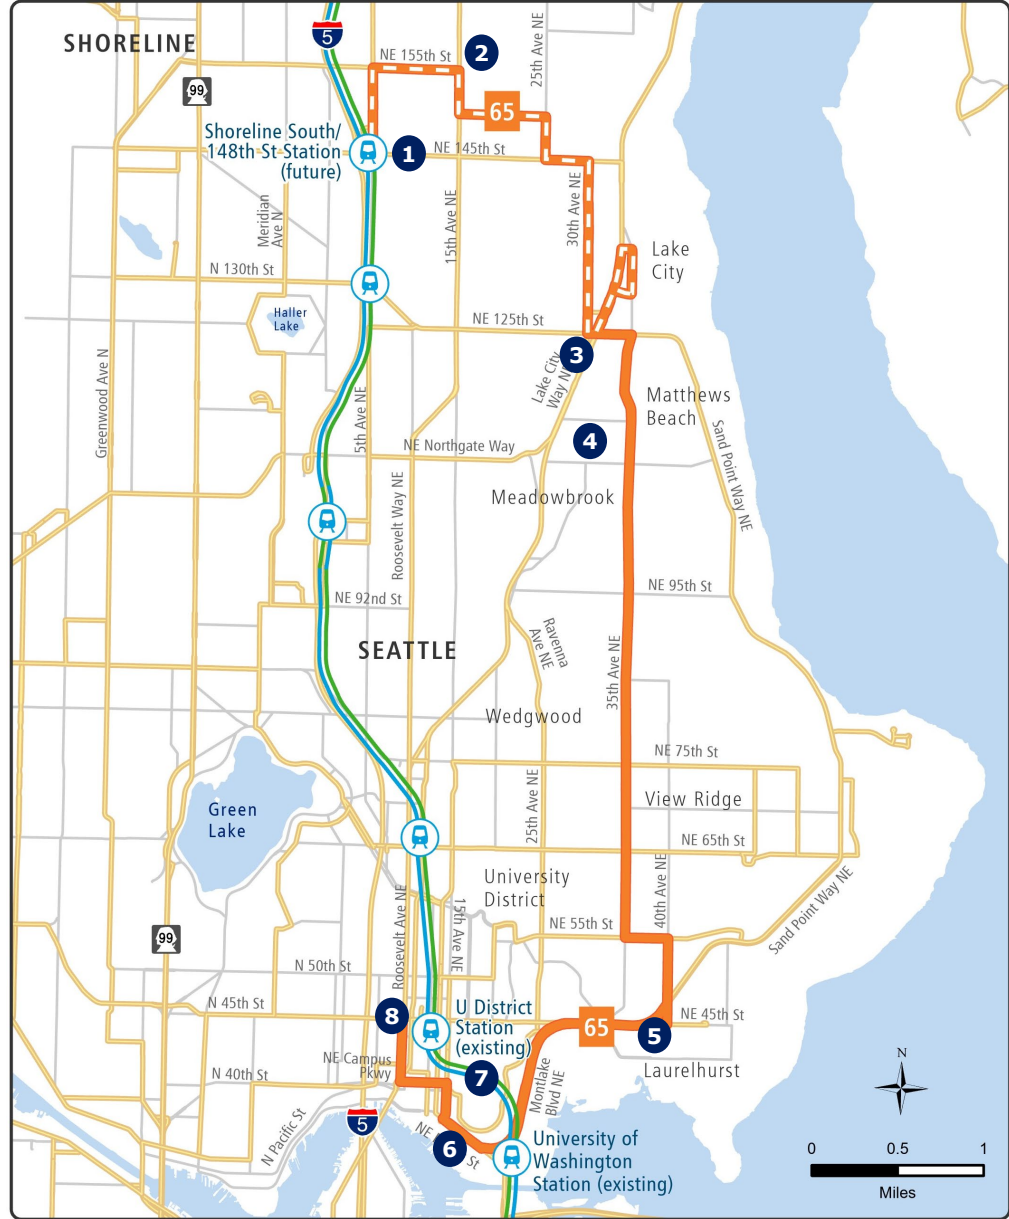 5
SHORELINE
NE 155th St
2
25th Ave NE
99
65
Shoreline South/
148th St Station
(future)
1
NE 145th St
Meridian
Ave N
15th Ave NE
30th Ave NE
Lake
City
N 130th St
Haller
Lake
NE 125th St
3
Lake City
Greenwood Ave N
5th Ave NE
Matthews
Beach
Sand Point Way NE
4
NE Northgate Way
Roosevelt Way NE
Meadowbrook
NE 92nd St
NE 95th St
Ravenna
Ave NE
SEATTLE
35th Ave NE
Wedgwood
NE 75th St
25th Ave NE
View Ridge
Green
Lake
NE 65th St
University
District
40th Ave NE
Sand Point Way NE
Roosevelt Ave NE
15th Ave NE
NE 55th St
99
N 50th St
N 45th St
8
U District
Station
(existing)
65
5
NE 45th St
NE Campus
Pkwy
7
Montlake
Blvd NE
Laurelhurst
N 40th St
N
5
N Pacific St
NE
St
6
University of
Washington
Station (existing)
0 0.5 1
Miles